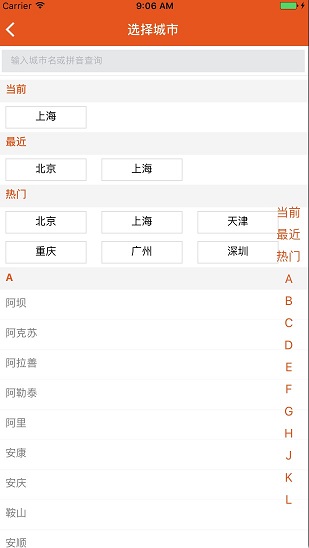 Carrier 9:06 AM
选择城市
输入城市名或拼音查询
当前
上海
最近
北京 上海
热门
北京 上海 天津
重庆 广州 深圳
A
阿坝
阿克苏
阿拉善
阿勒泰
阿里
安康
安庆
鞍山
安顺
当前
最近
热门
A
B
C
D
E
F
G
H
J
K
L